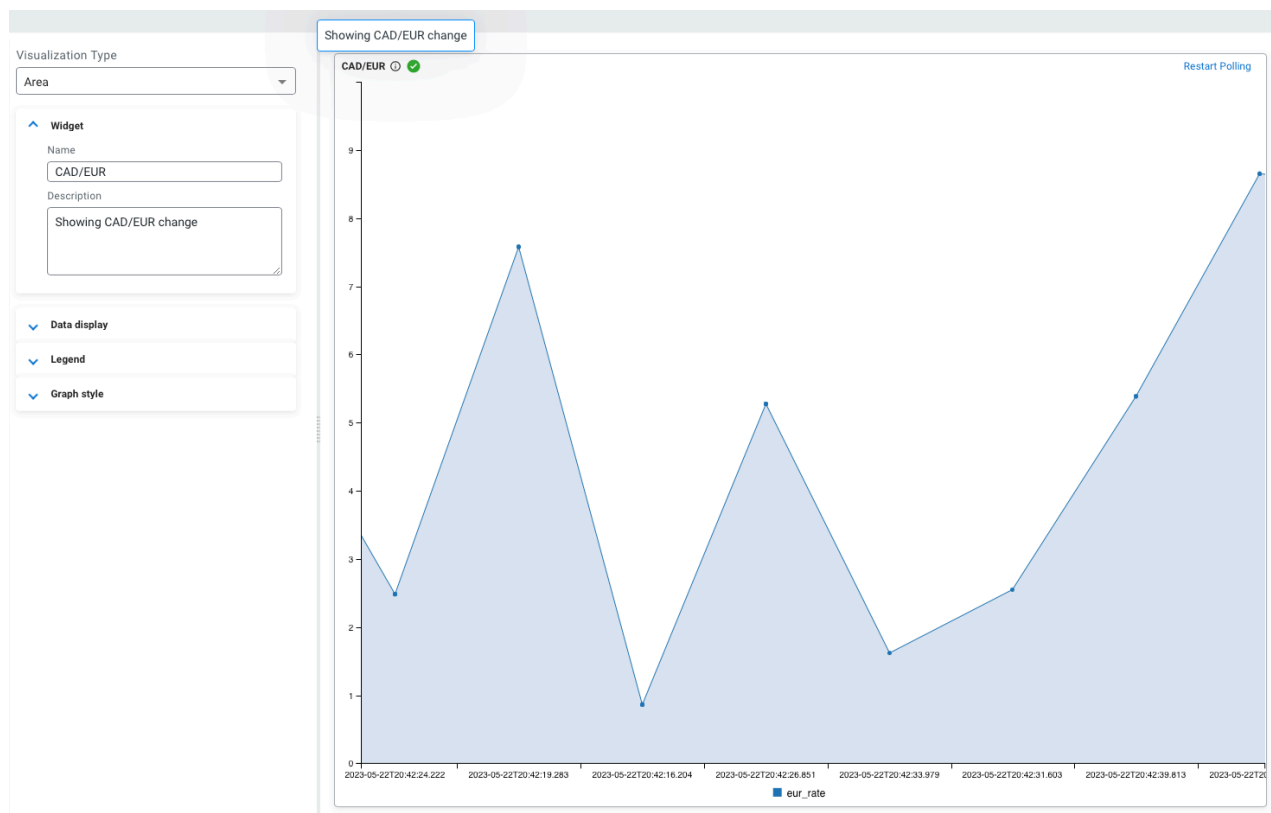 Showing CAD/EUR change
Visualization Type
Area
Widget
Name
CAD/EUR
Description
Showing CAD/EUR change
Data display
Legend
Graph style
CAD/EUR
Restart Polling
9
8
7
6
5
4
3
2
1
0
2023-05-22T20:42:24.222 2023-05-22T20:42:19.283 2023-05-22T20:42:16.204 2023-05-22T20:42:26.851 2023-05-22T20:42:33.979 2023-05-22T20:42:31.603 2023-05-22T20:42:39.813 2023-05-22T20
eur_rate